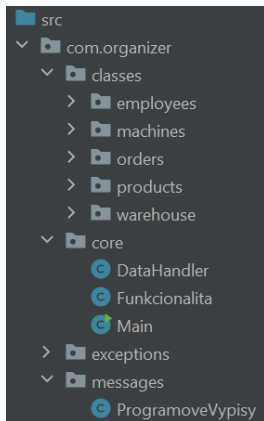 src
com.organizer
classes
employees
machines
orders
products
warehouse
core
C DataHandler
C Funkcionalita
C Main
exceptions
messages
C ProgramoveVypisy